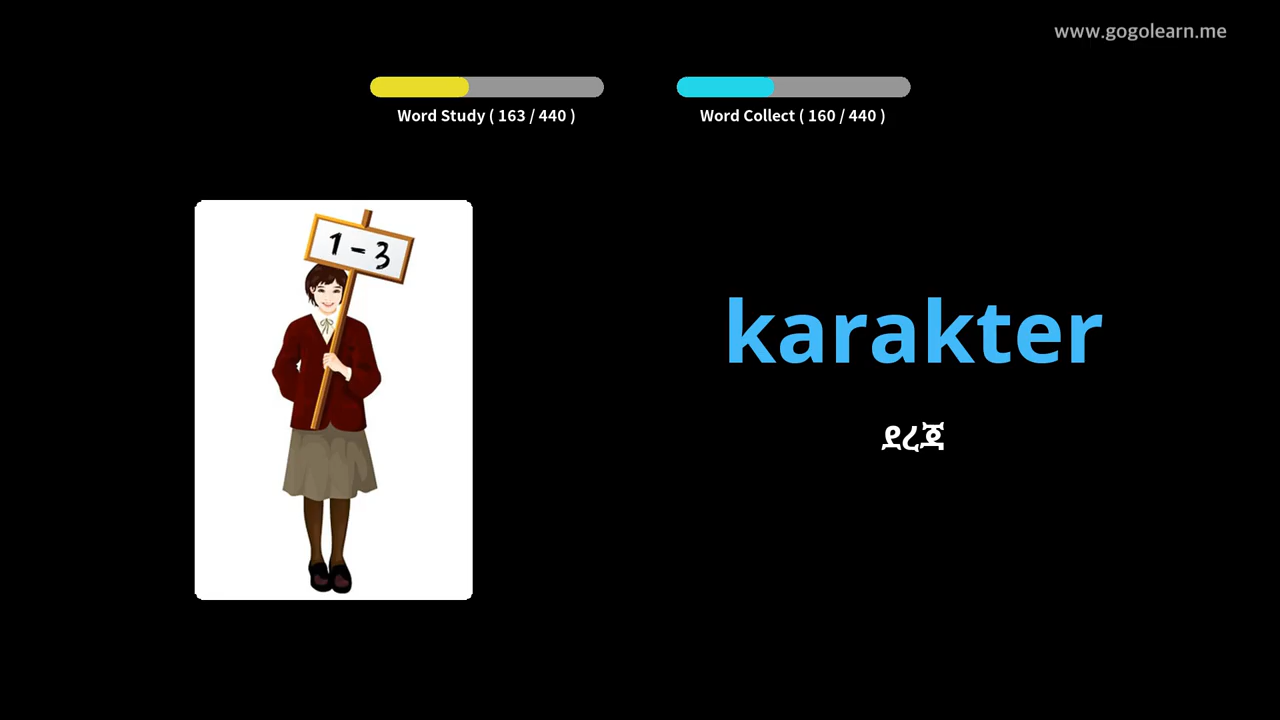 www.gogolearn.me
Word Study ( 163 / 440 )
Word Collect ( 160 / 440 )
1 - 3
karakter
ደረጃ